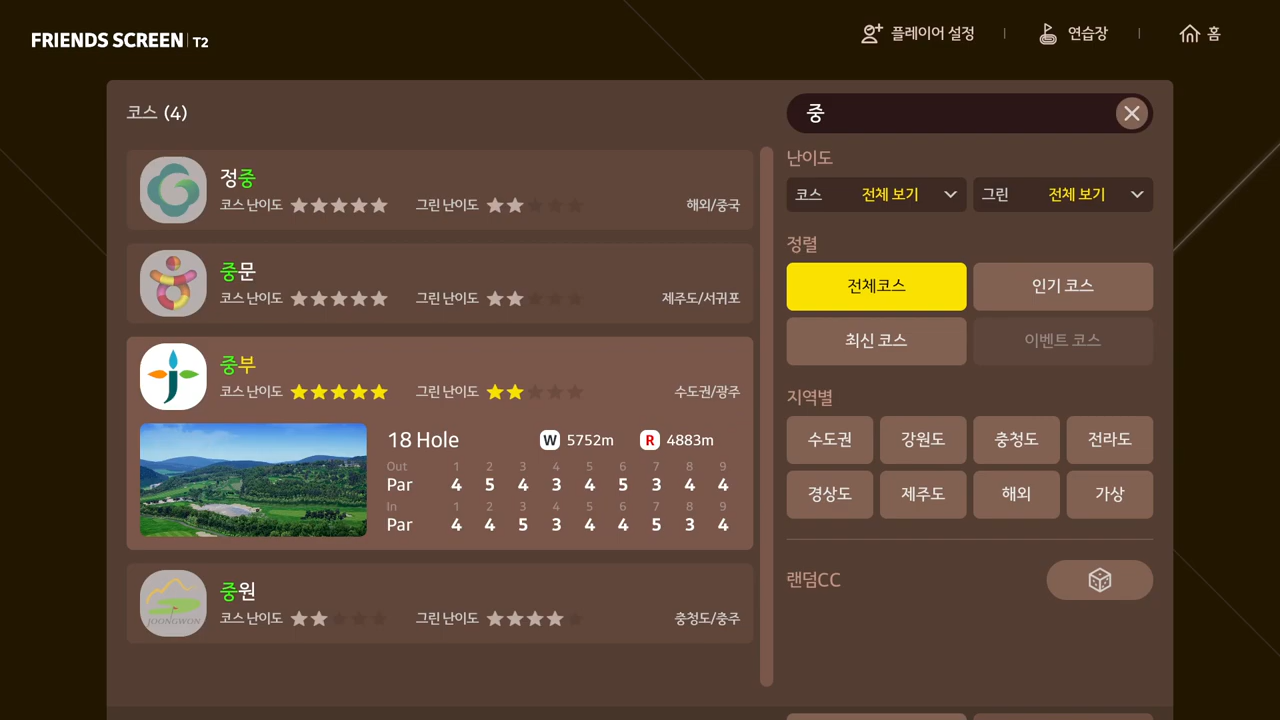 FRIENDS SCREEN T2
플레이어 설정
연습장
홈
코스 (4)
중
정중
코스 난이도 그린 난이도 해외/중국
중문
코스 난이도 그린 난이도 제주도/서귀포
중부
코스 난이도 그린 난이도 수도권/광주
18 Hole W 5752m R 4883m
Out 1 2 3 4 5 6 7 8 9
Par 4 5 4 3 4 5 3 4 4
In 1 2 3 4 5 6 7 8 9
Par 4 4 5 3 4 4 5 3 4
JOONGWON
중원
코스 난이도 그린 난이도 충청도/충주
난이도
코스 전체 보기 그린 전체 보기
정렬
전체코스 인기 코스
최신 코스 이벤트 코스
지역별
수도권 강원도 충청도 전라도
경상도 제주도 해외 가상
랜덤CC